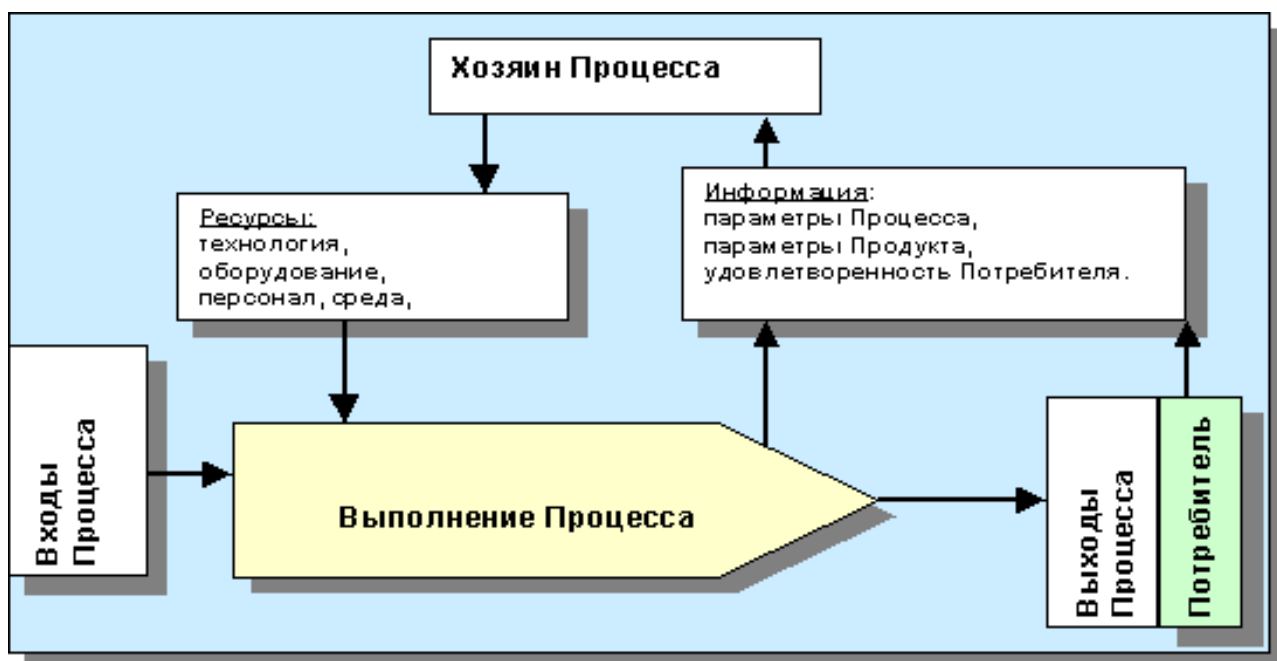 Хозяин Процесса
Ресурсы:
технология,
оборудование,
персонал, среда,
Информация:
параметры Процесса,
параметры Продукта,
удовлетворенность Потребителя.
Входы
Процесса
Выполнение Процесса
Выходы
Процесса
Потребитель